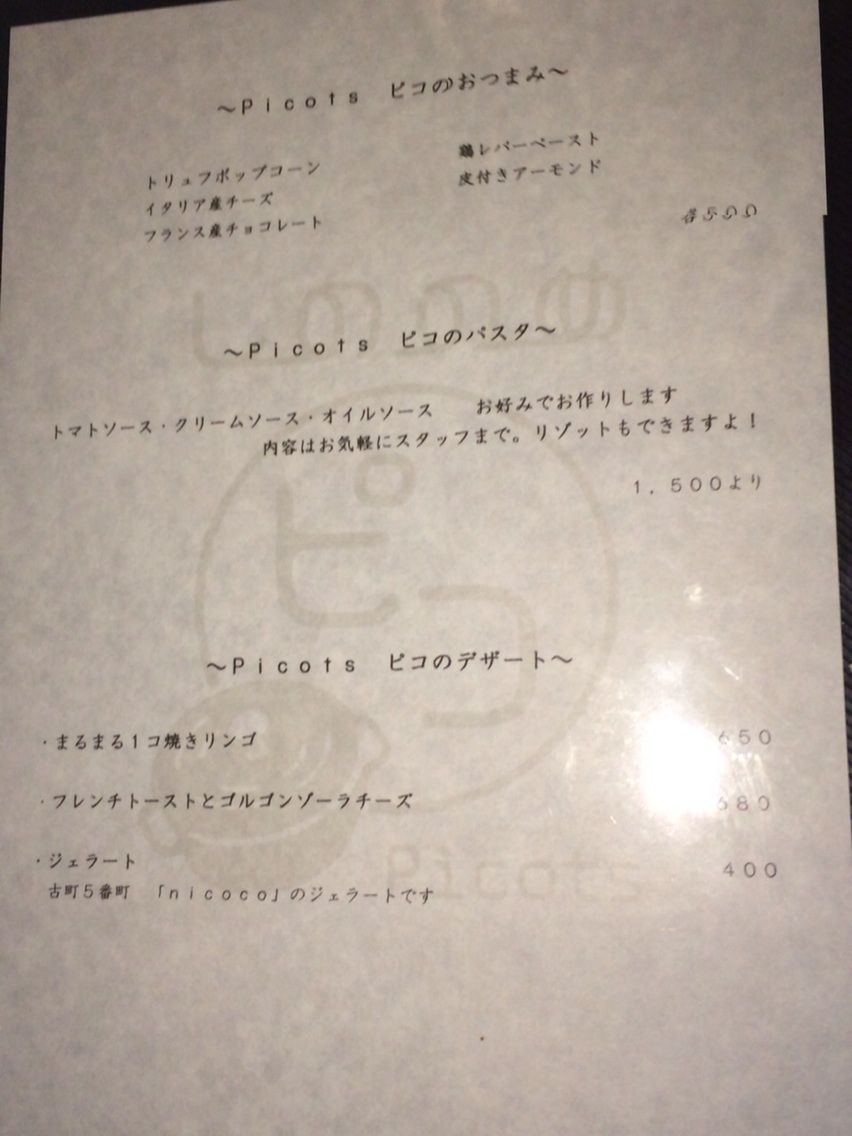 ～Picots ピコのおつまみ～
トリュフポップコーン
イタリア産チーズ
フランス産チョコレート
鶏レバーペースト
皮付きアーモンド
各500
～Picots ピコのパスタ～
トマトソース・クリームソース・オイルソース お好みでお作りします
内容はお気軽にスタッフまで。リゾットもできますよ！
1，500より
～Picots ピコのデザート～
・まるまる1コ焼きリンゴ 650
・フレンチトーストとゴルゴンゾーラチーズ 680
・ジェラート 400
古町5番町 「nicoco」のジェラートです
しののめ
ピコ
Picots